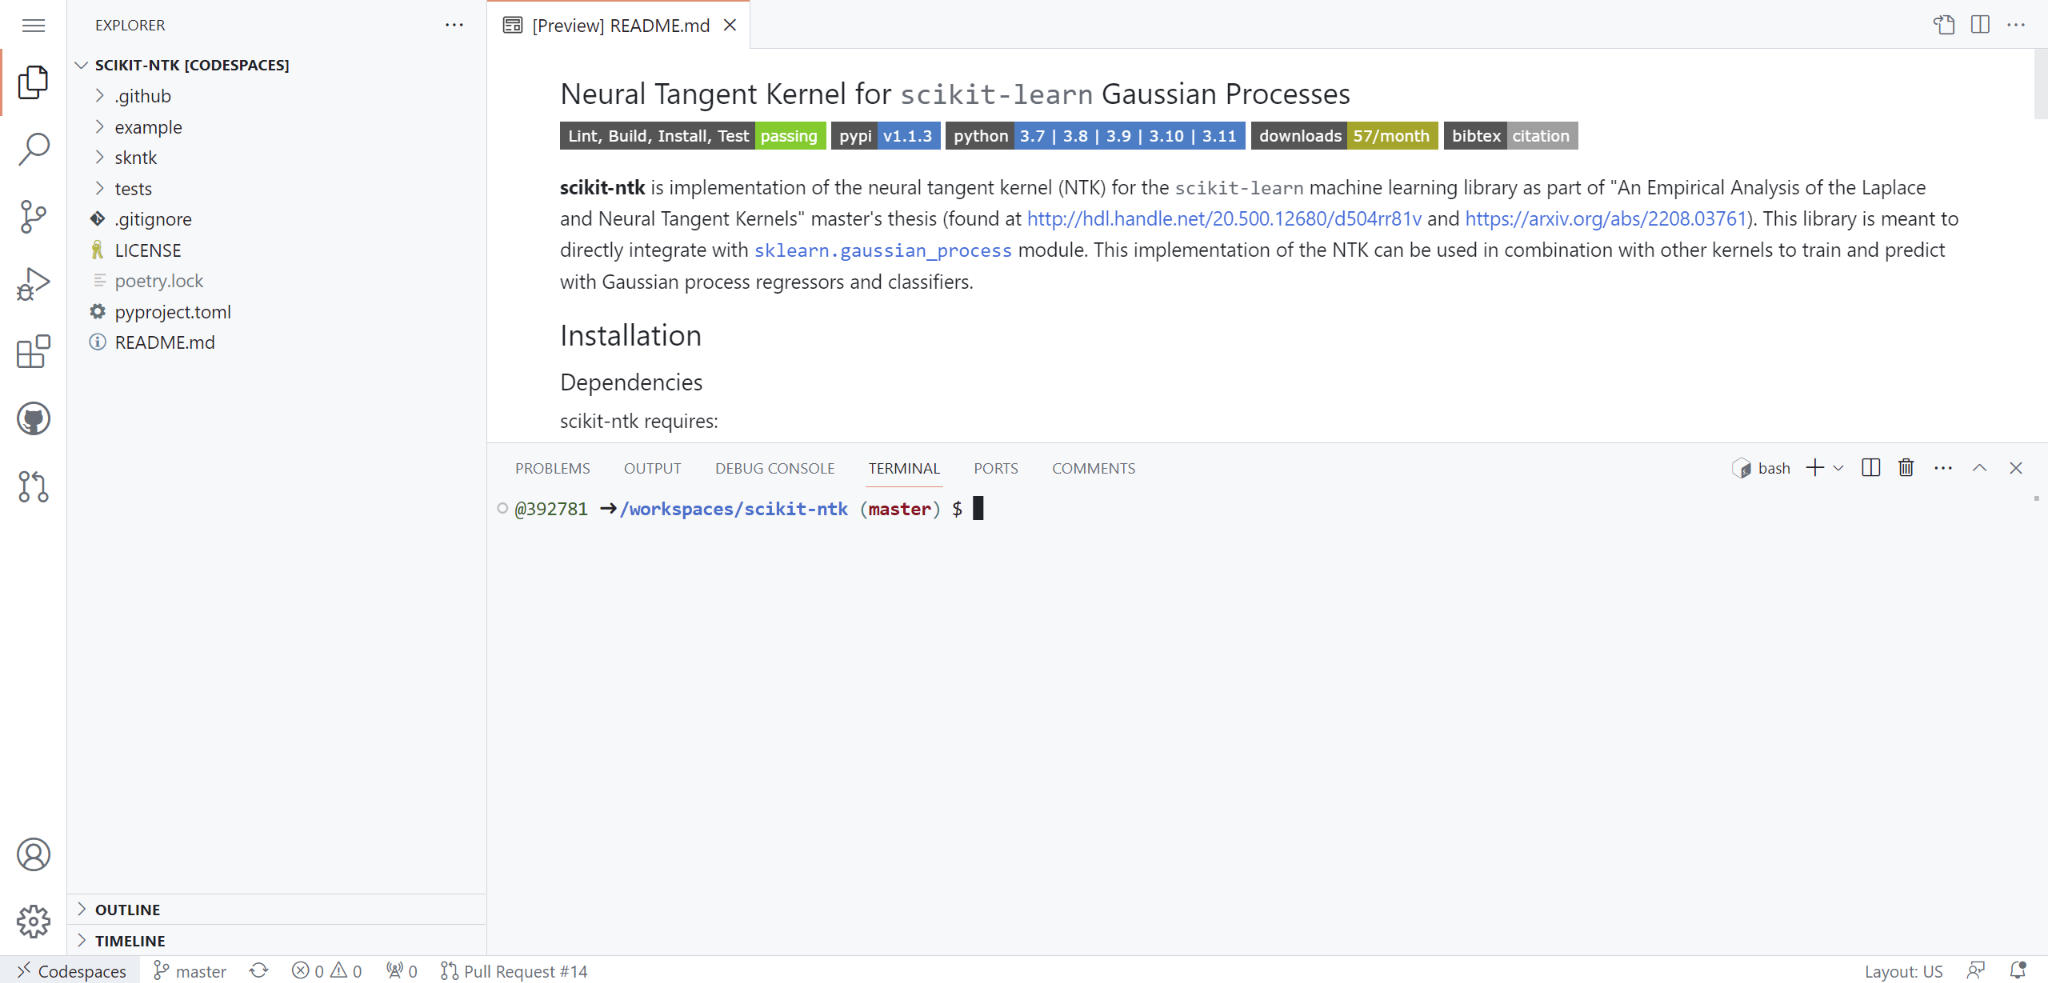 EXPLORER
SCIKIT-NTK [CODESPACES]
.github
example
skntk
tests
.gitignore
LICENSE
poetry.lock
pyproject.toml
README.md
OUTLINE
TIMELINE
[Preview] README.md
Neural Tangent Kernel for scikit-learn Gaussian Processes
Lint, Build, Install, Test passing pypi v1.1.3 python 3.7 | 3.8 | 3.9 | 3.10 | 3.11 downloads 57/month bibtex citation
scikit-ntk is implementation of the neural tangent kernel (NTK) for the scikit-learn machine learning library as part of "An Empirical Analysis of the Laplace
and Neural Tangent Kernels" master's thesis (found at http://hdl.handle.net/20.500.12680/d504rr81v and https://arxiv.org/abs/2208.03761). This library is meant to
directly integrate with sklearn.gaussian_process module. This implementation of the NTK can be used in combination with other kernels to train and predict
with Gaussian process regressors and classifiers.
Installation
Dependencies
scikit-ntk requires:
PROBLEMS OUTPUT DEBUG CONSOLE TERMINAL PORTS COMMENTS bash
@392781 ➜/workspaces/scikit-ntk (master) $
Codespaces master 0 0 0 Pull Request #14 Layout: US